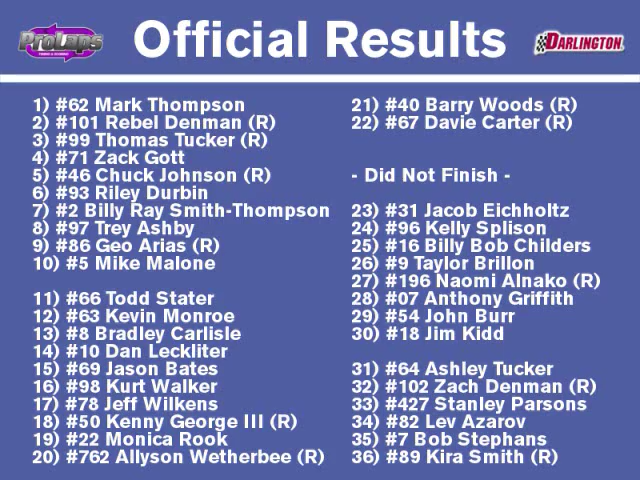 ProLaps
Official Results
DARLINGTON
1) #62 Mark Thompson
2) #101 Rebel Denman (R)
3) #99 Thomas Tucker (R)
4) #71 Zack Gott
5) #46 Chuck Johnson (R)
6) #93 Riley Durbin
7) #2 Billy Ray Smith-Thompson
8) #97 Trey Ashby
9) #86 Geo Arias (R)
10) #5 Mike Malone
11) #66 Todd Stater
12) #63 Kevin Monroe
13) #8 Bradley Carlisle
14) #10 Dan Leckliter
15) #69 Jason Bates
16) #98 Kurt Walker
17) #78 Jeff Wilkens
18) #50 Kenny George III (R)
19) #22 Monica Rook
20) #762 Allyson Wetherbee (R)
21) #40 Barry Woods (R)
22) #67 Davie Carter (R)
- Did Not Finish -
23) #31 Jacob Eichholtz
24) #96 Kelly Splison
25) #16 Billy Bob Childers
26) #9 Taylor Brillon
27) #196 Naomi Alnako (R)
28) #07 Anthony Griffith
29) #54 John Burr
30) #18 Jim Kidd
31) #64 Ashley Tucker
32) #102 Zach Denman (R)
33) #427 Stanley Parsons
34) #82 Lev Azarov
35) #7 Bob Stephans
36) #89 Kira Smith (R)